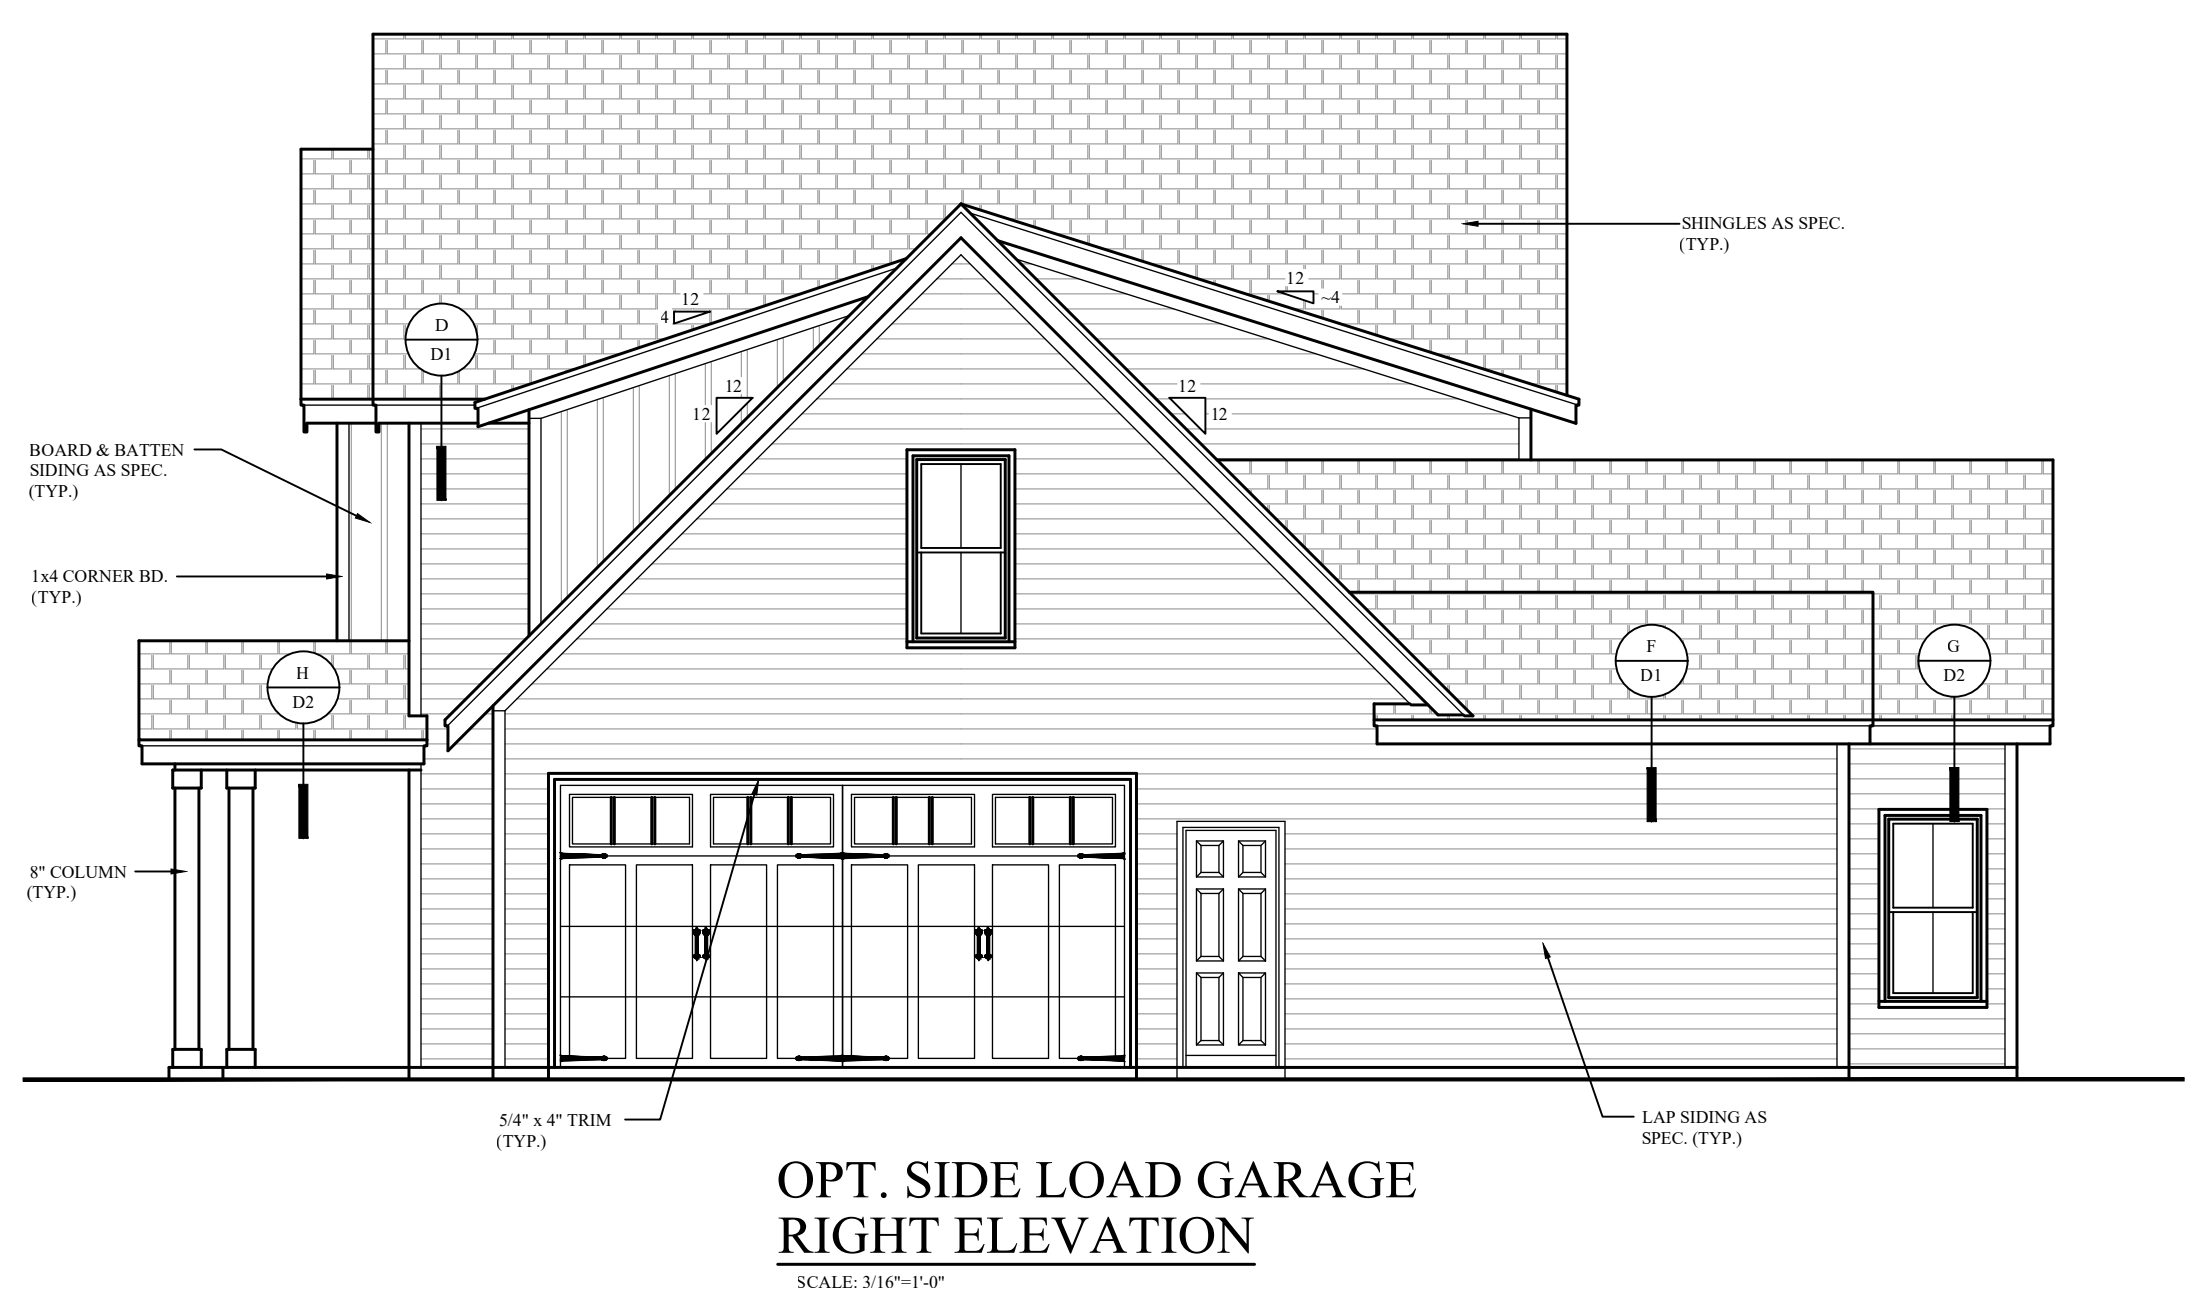 SHINGLES AS SPEC.
(TYP.)
12
~4
12
4
D
D1
12
12
12
12
BOARD & BATTEN
SIDING AS SPEC.
(TYP.)
1x4 CORNER BD.
(TYP.)
H
D2
F
D1
G
D2
8" COLUMN
(TYP.)
5/4" x 4" TRIM
(TYP.)
LAP SIDING AS
SPEC. (TYP.)
OPT. SIDE LOAD GARAGE
RIGHT ELEVATION
SCALE: 3/16"=1'-0"